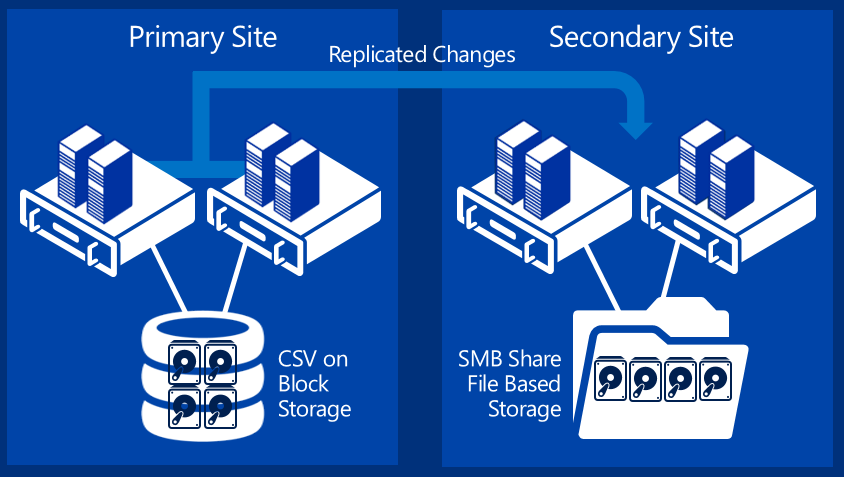 Primary Site
Secondary Site
Replicated Changes
CSV on
Block
Storage
SMB Share
File Based
Storage